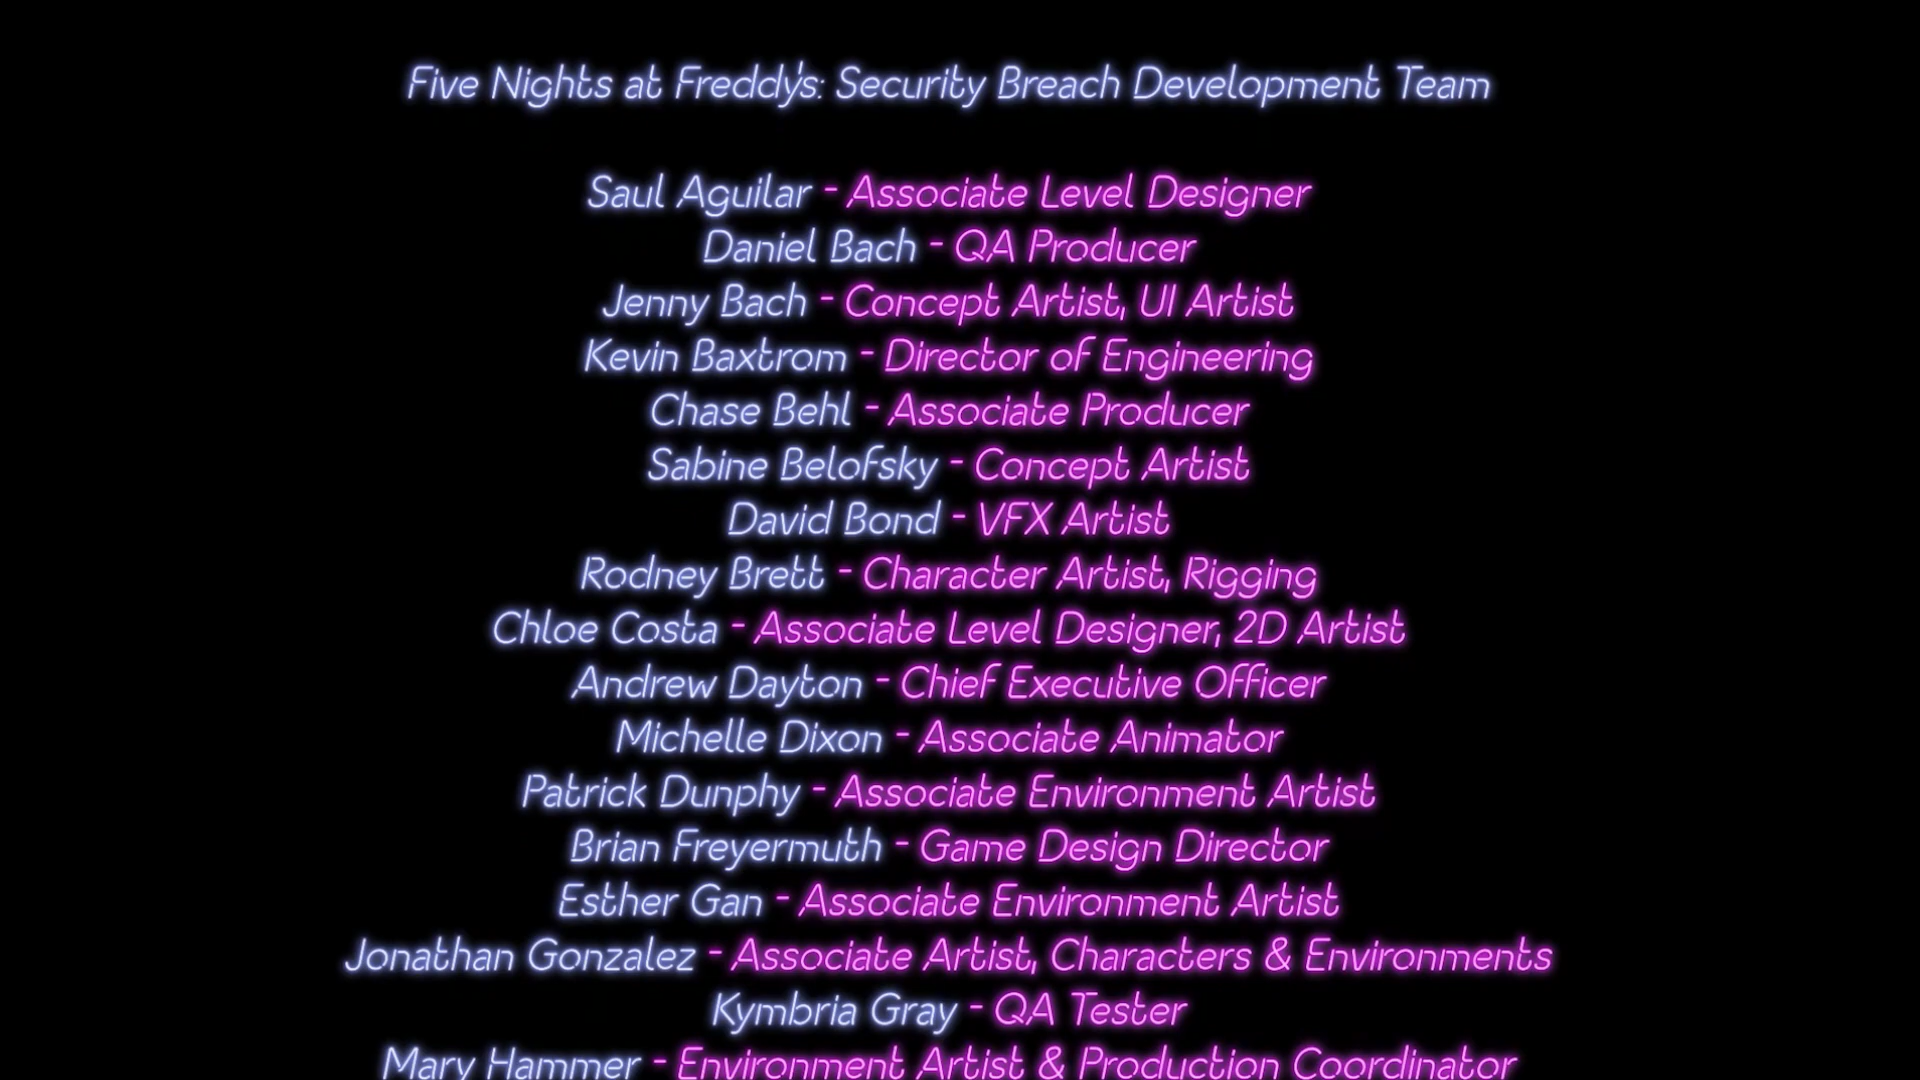 Five Nights at Freddy's: Security Breach Development Team
Saul Aguilar - Associate Level Designer
Daniel Bach - QA Producer
Jenny Bach - Concept Artist, UI Artist
Kevin Baxtrom - Director of Engineering
Chase Behl - Associate Producer
Sabine Belofsky - Concept Artist
David Bond - VFX Artist
Rodney Brett - Character Artist, Rigging
Chloe Costa - Associate Level Designer, 2D Artist
Andrew Dayton - Chief Executive Officer
Michelle Dixon - Associate Animator
Patrick Dunphy - Associate Environment Artist
Brian Freyermuth - Game Design Director
Esther Gan - Associate Environment Artist
Jonathan Gonzalez - Associate Artist, Characters & Environments
Kymbria Gray - QA Tester
Mary Hammer - Environment Artist & Production Coordinator